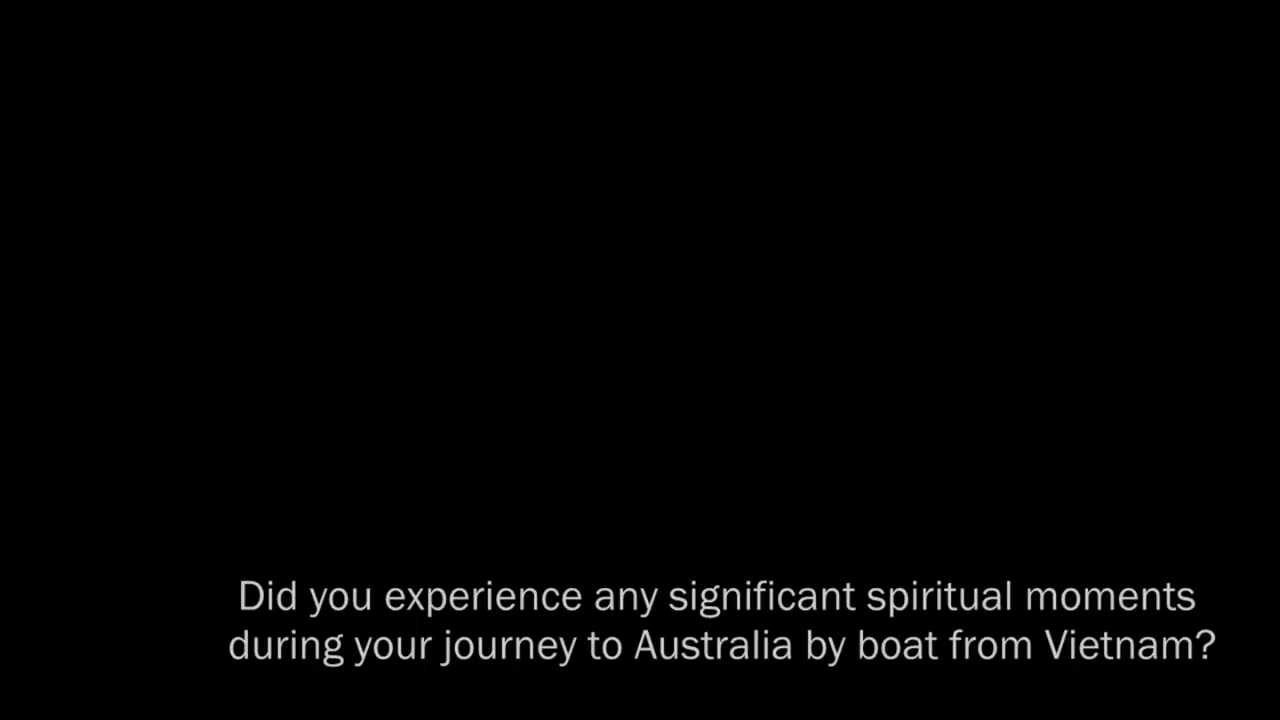 Did you experience any significant spiritual moments
during your journey to Australia by boat from Vietnam?